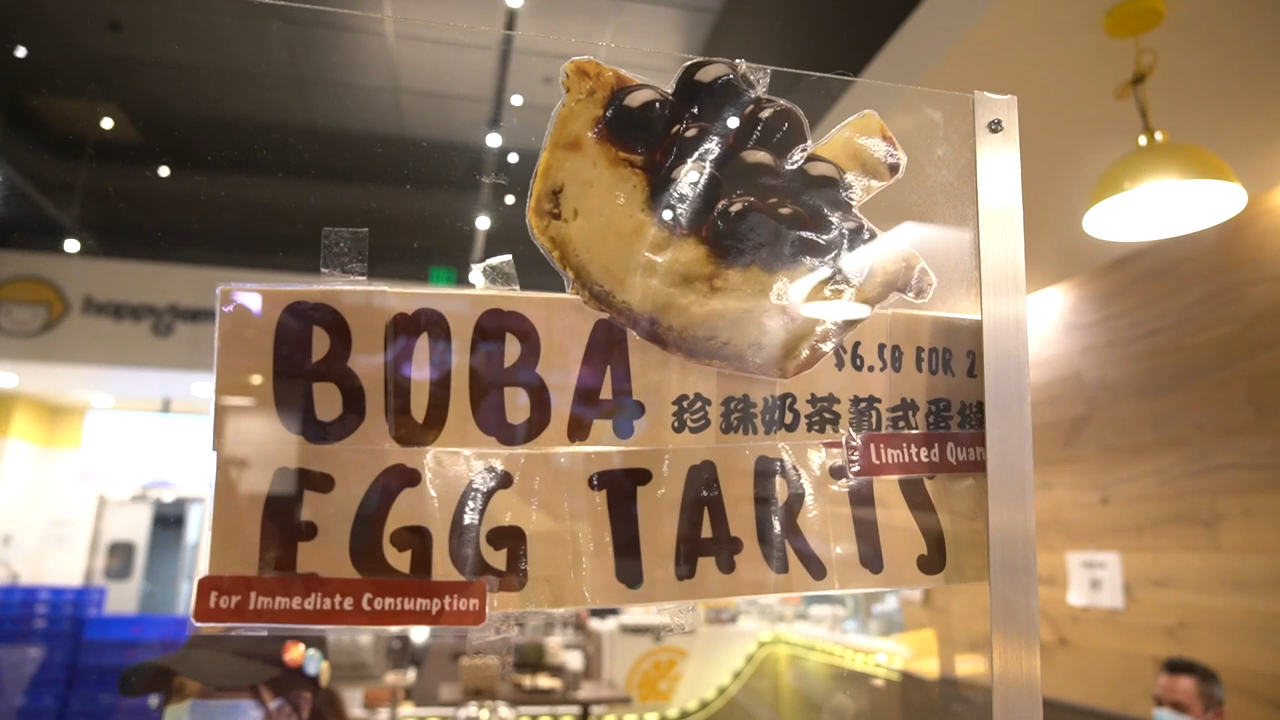 BOBA
$6.50 FOR 2
珍珠奶茶葡式蛋撻
Limited Quan
EGG TARTS
For Immediate Consumption